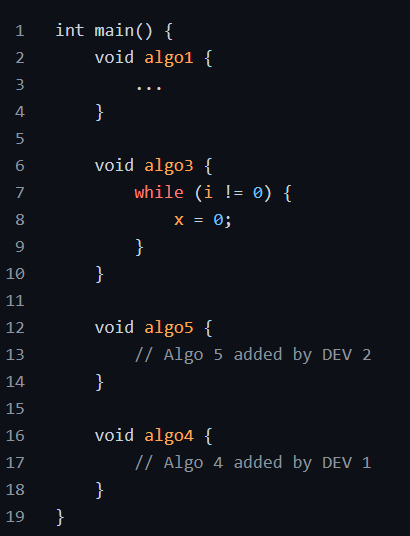 1 int main() {
2 void algo1 {
3 ...
4 }
5
6 void algo3 {
7 while (i != 0) {
8 x = 0;
9 }
10 }
11
12 void algo5 {
13 // Algo 5 added by DEV 2
14 }
15
16 void algo4 {
17 // Algo 4 added by DEV 1
18 }
19 }